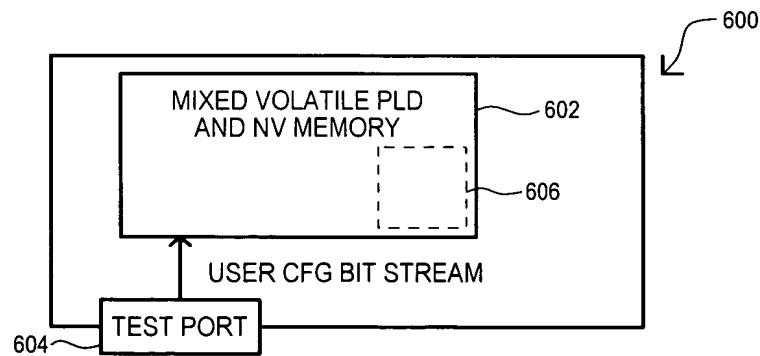 600
MIXED VOLATILE PLD
AND NV MEMORY
602
606
USER CFG BIT STREAM
TEST PORT
604